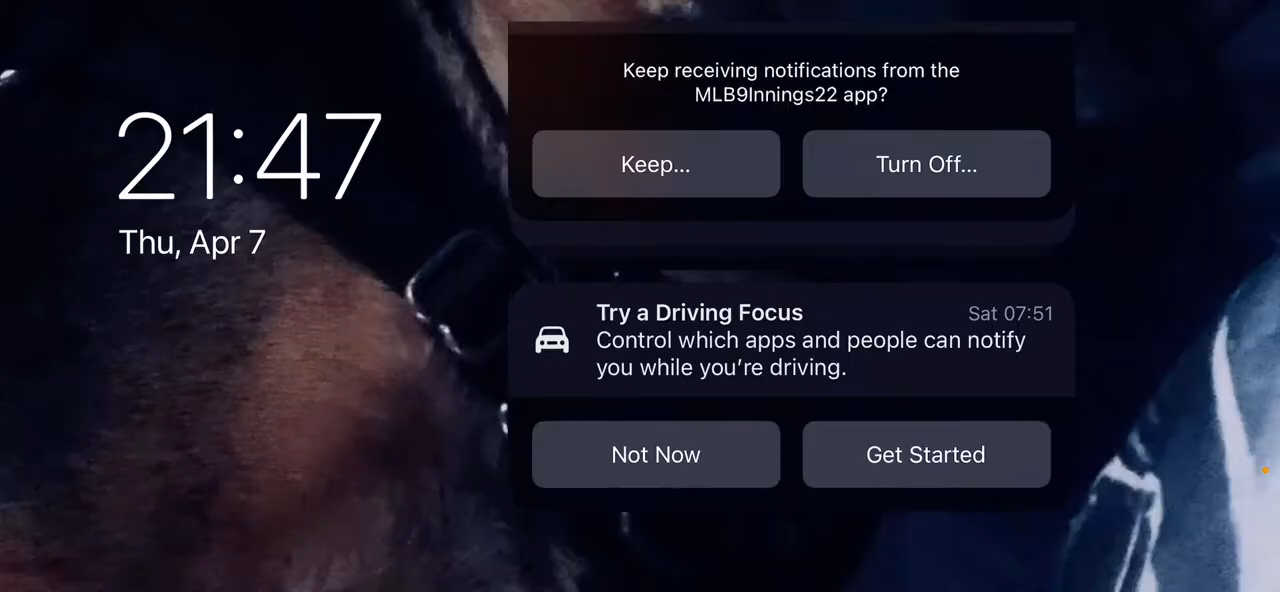 21:47
Thu, Apr 7
Keep receiving notifications from the
MLB9Innings22 app?
Keep...
Turn Off...
Try a Driving Focus
Sat 07:51
Control which apps and people can notify
you while you're driving.
Not Now
Get Started